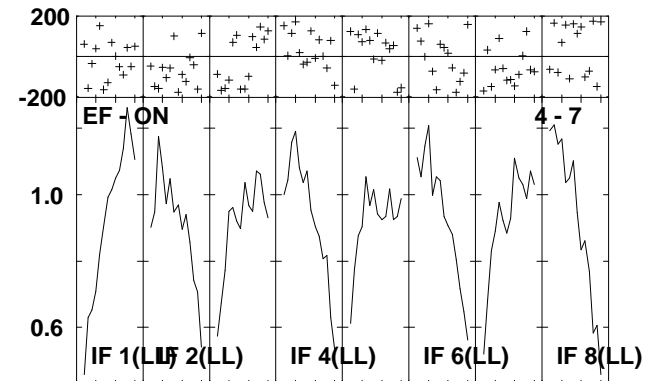 200
-200
EF - ON
4 - 7
1.0
0.6
IF 1(LL)
IF 2(LL)
IF 4(LL)
IF 6(LL)
IF 8(LL)